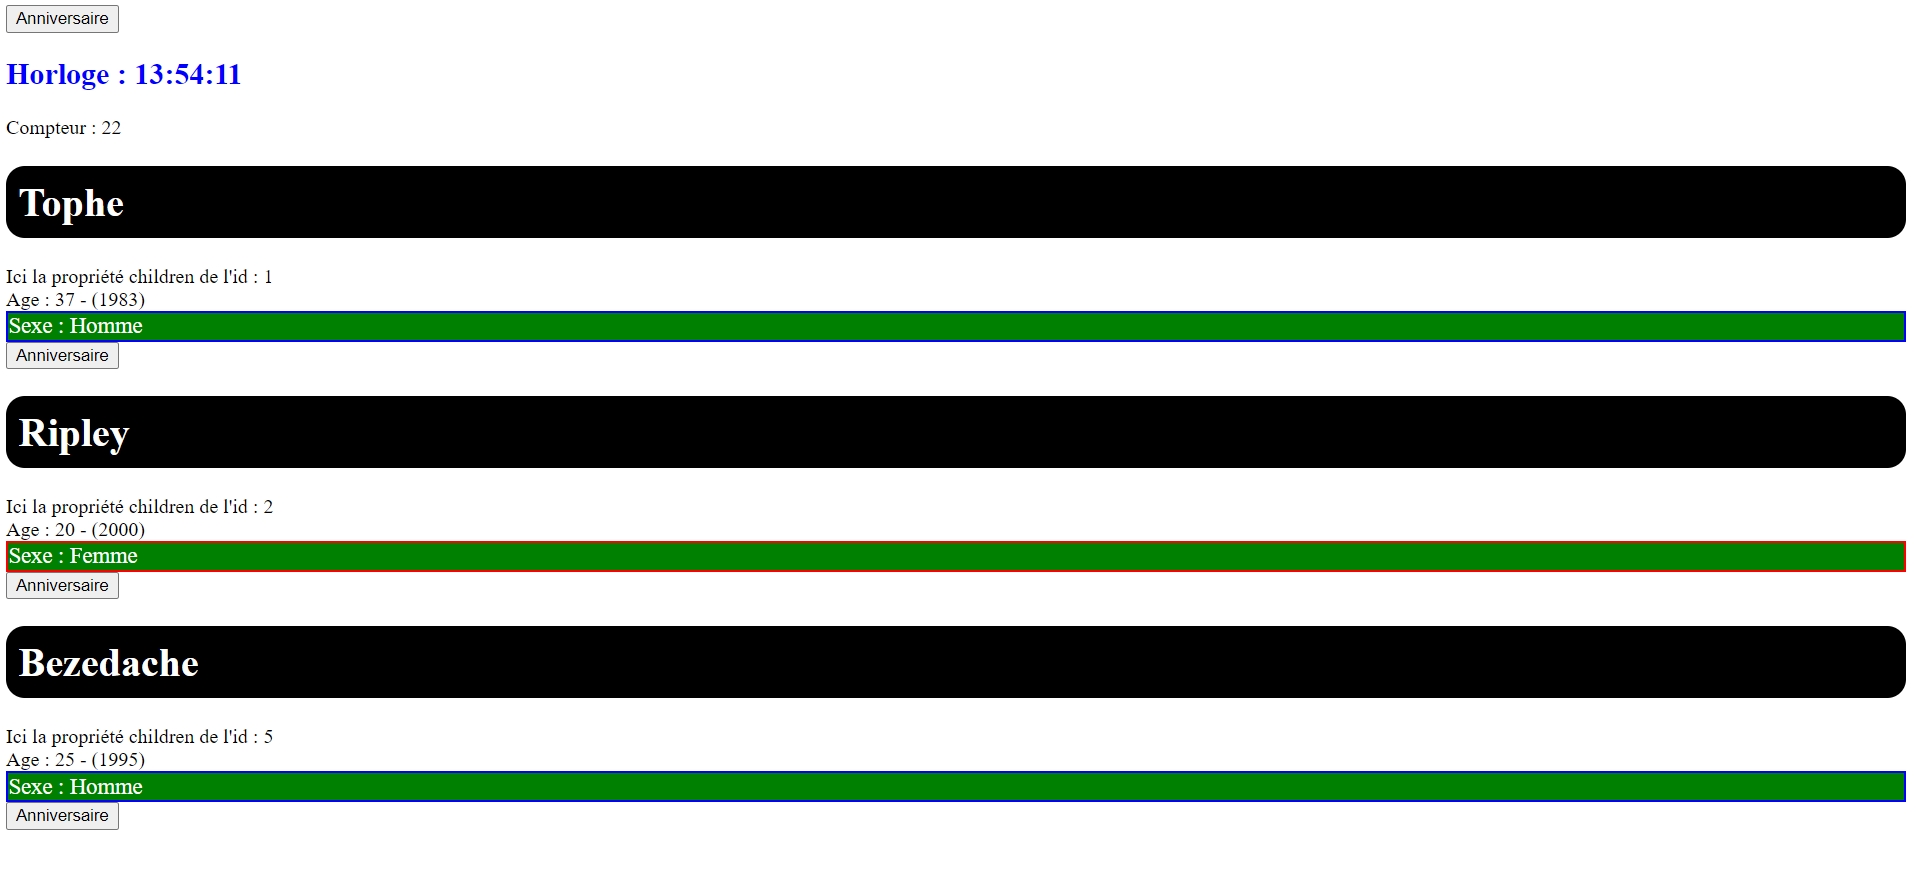 Anniversaire
Horloge : 13:54:11
Compteur : 22
Tophe
Ici la propriété children de l'id : 1
Age : 37 - (1983)
Sexe : Homme
Anniversaire
Ripley
Ici la propriété children de l'id : 2
Age : 20 - (2000)
Sexe : Femme
Anniversaire
Bezedache
Ici la propriété children de l'id : 5
Age : 25 - (1995)
Sexe : Homme
Anniversaire